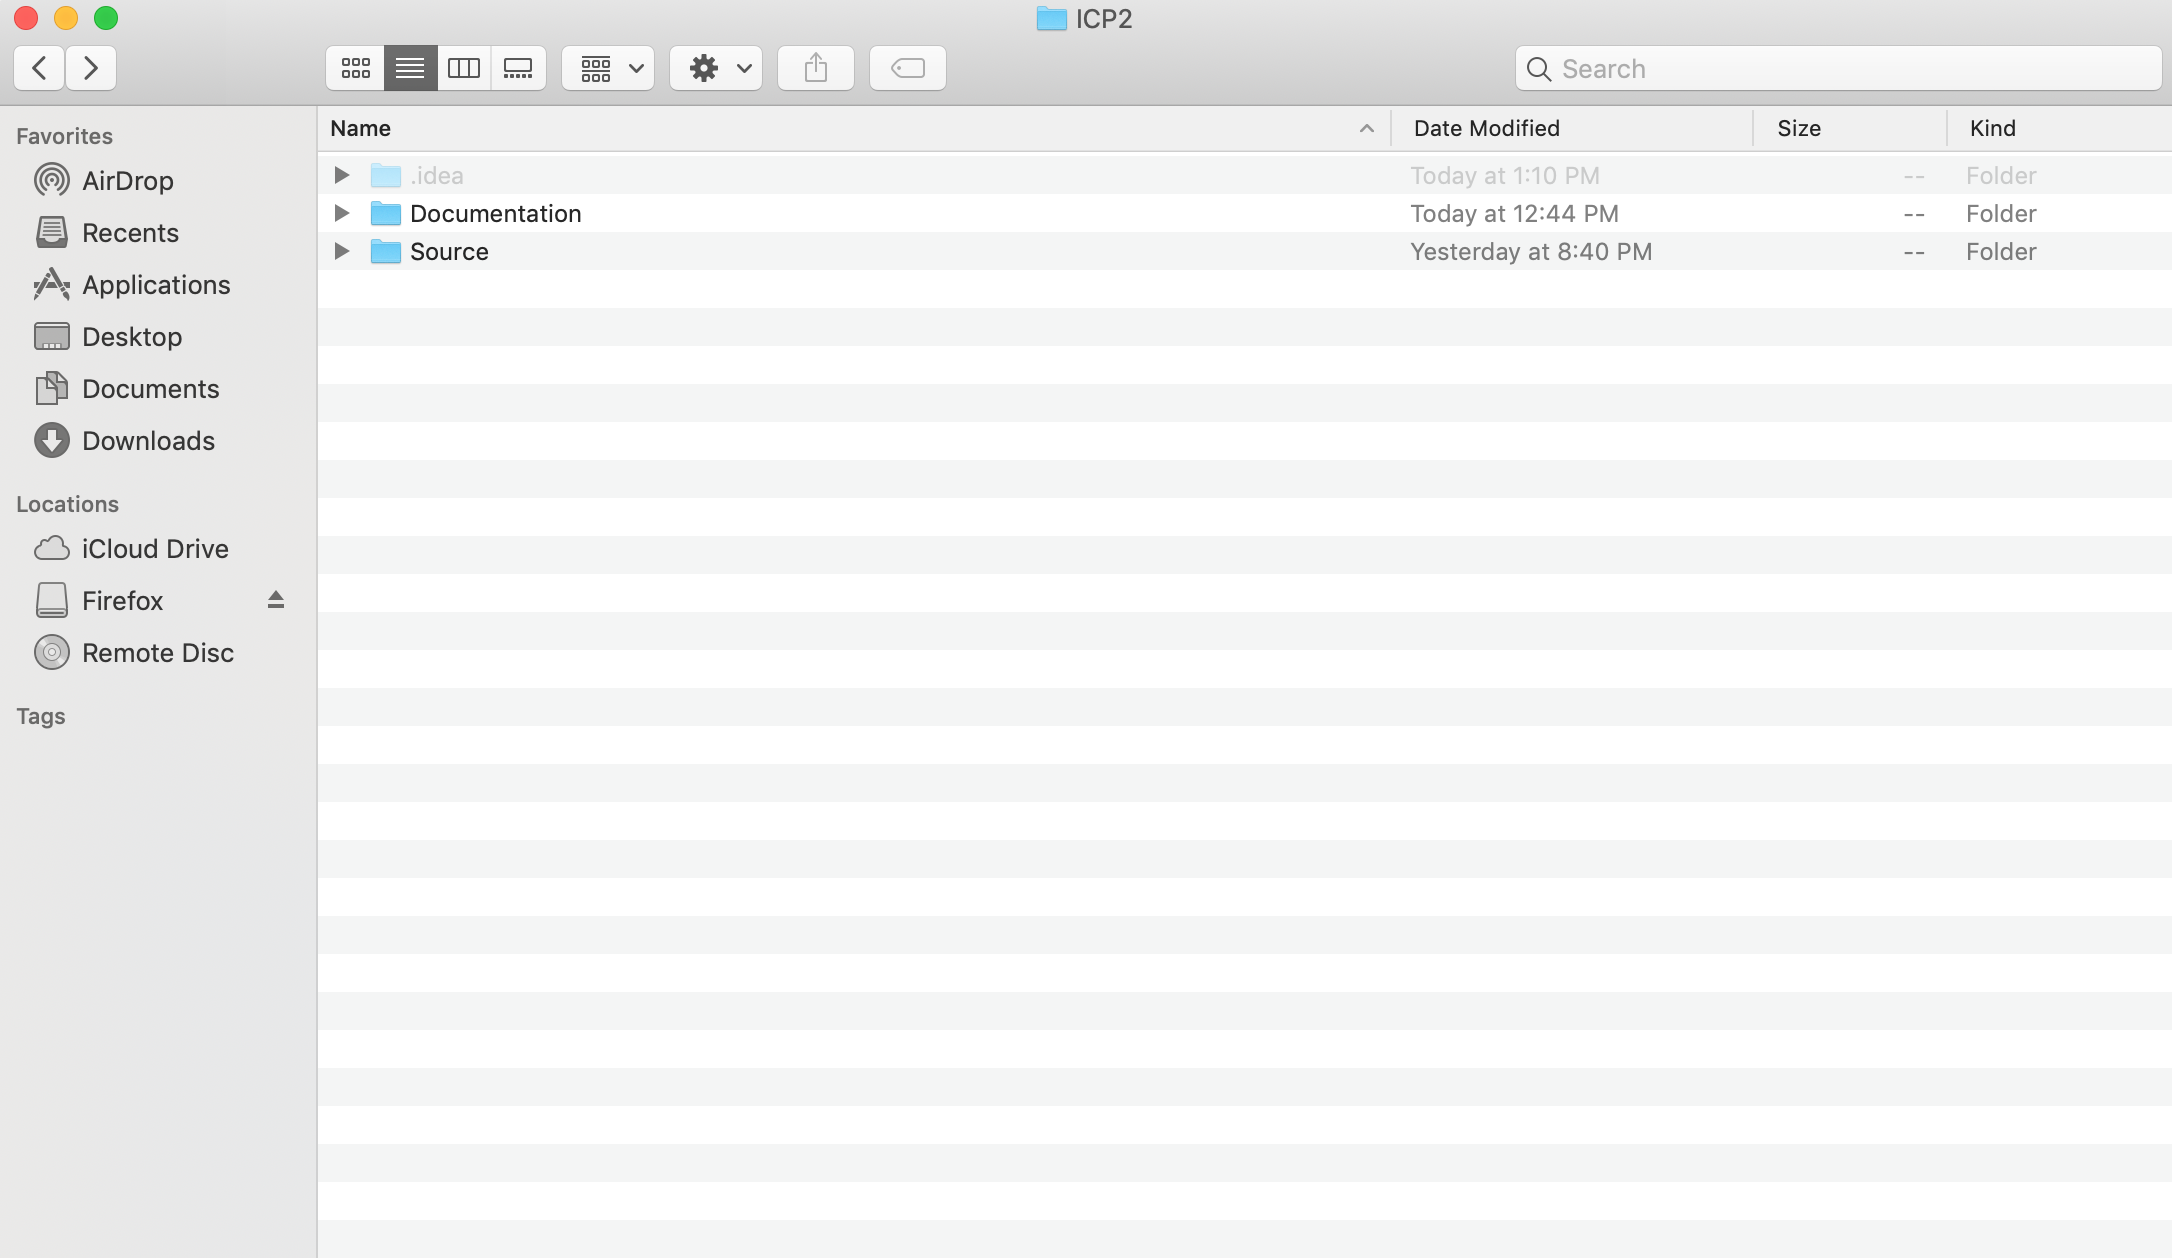 ICP2
Search
Favorites
AirDrop
Recents
Applications
Desktop
Documents
Downloads
Locations
iCloud Drive
Firefox
Remote Disc
Tags
Name Date Modified Size Kind
.idea Today at 1:10 PM -- Folder
Documentation Today at 12:44 PM -- Folder
Source Yesterday at 8:40 PM -- Folder